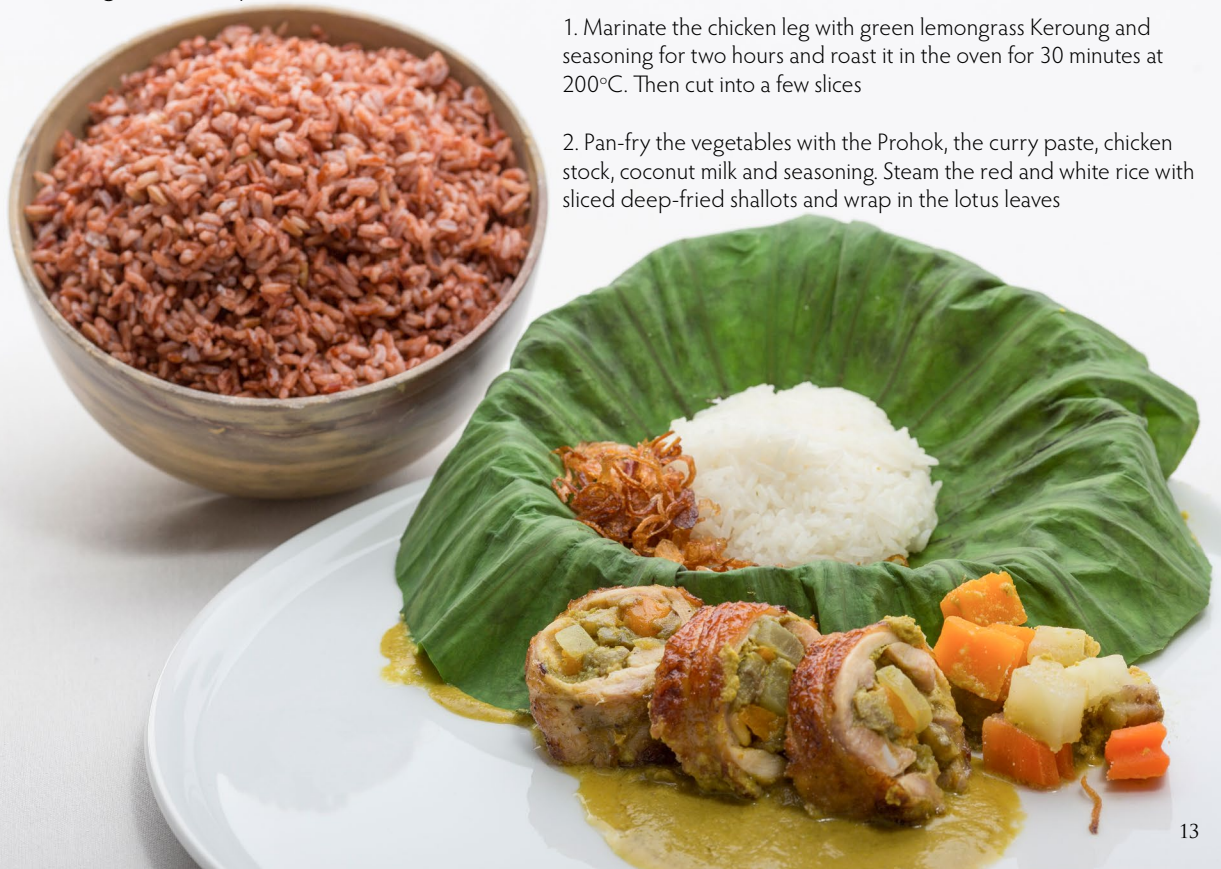 1. Marinate the chicken leg with green lemongrass Keroung and
seasoning for two hours and roast it in the oven for 30 minutes at
200°C. Then cut into a few slices
2. Pan-fry the vegetables with the Prohok, the curry paste, chicken
stock, coconut milk and seasoning. Steam the red and white rice with
sliced deep-fried shallots and wrap in the lotus leaves
13